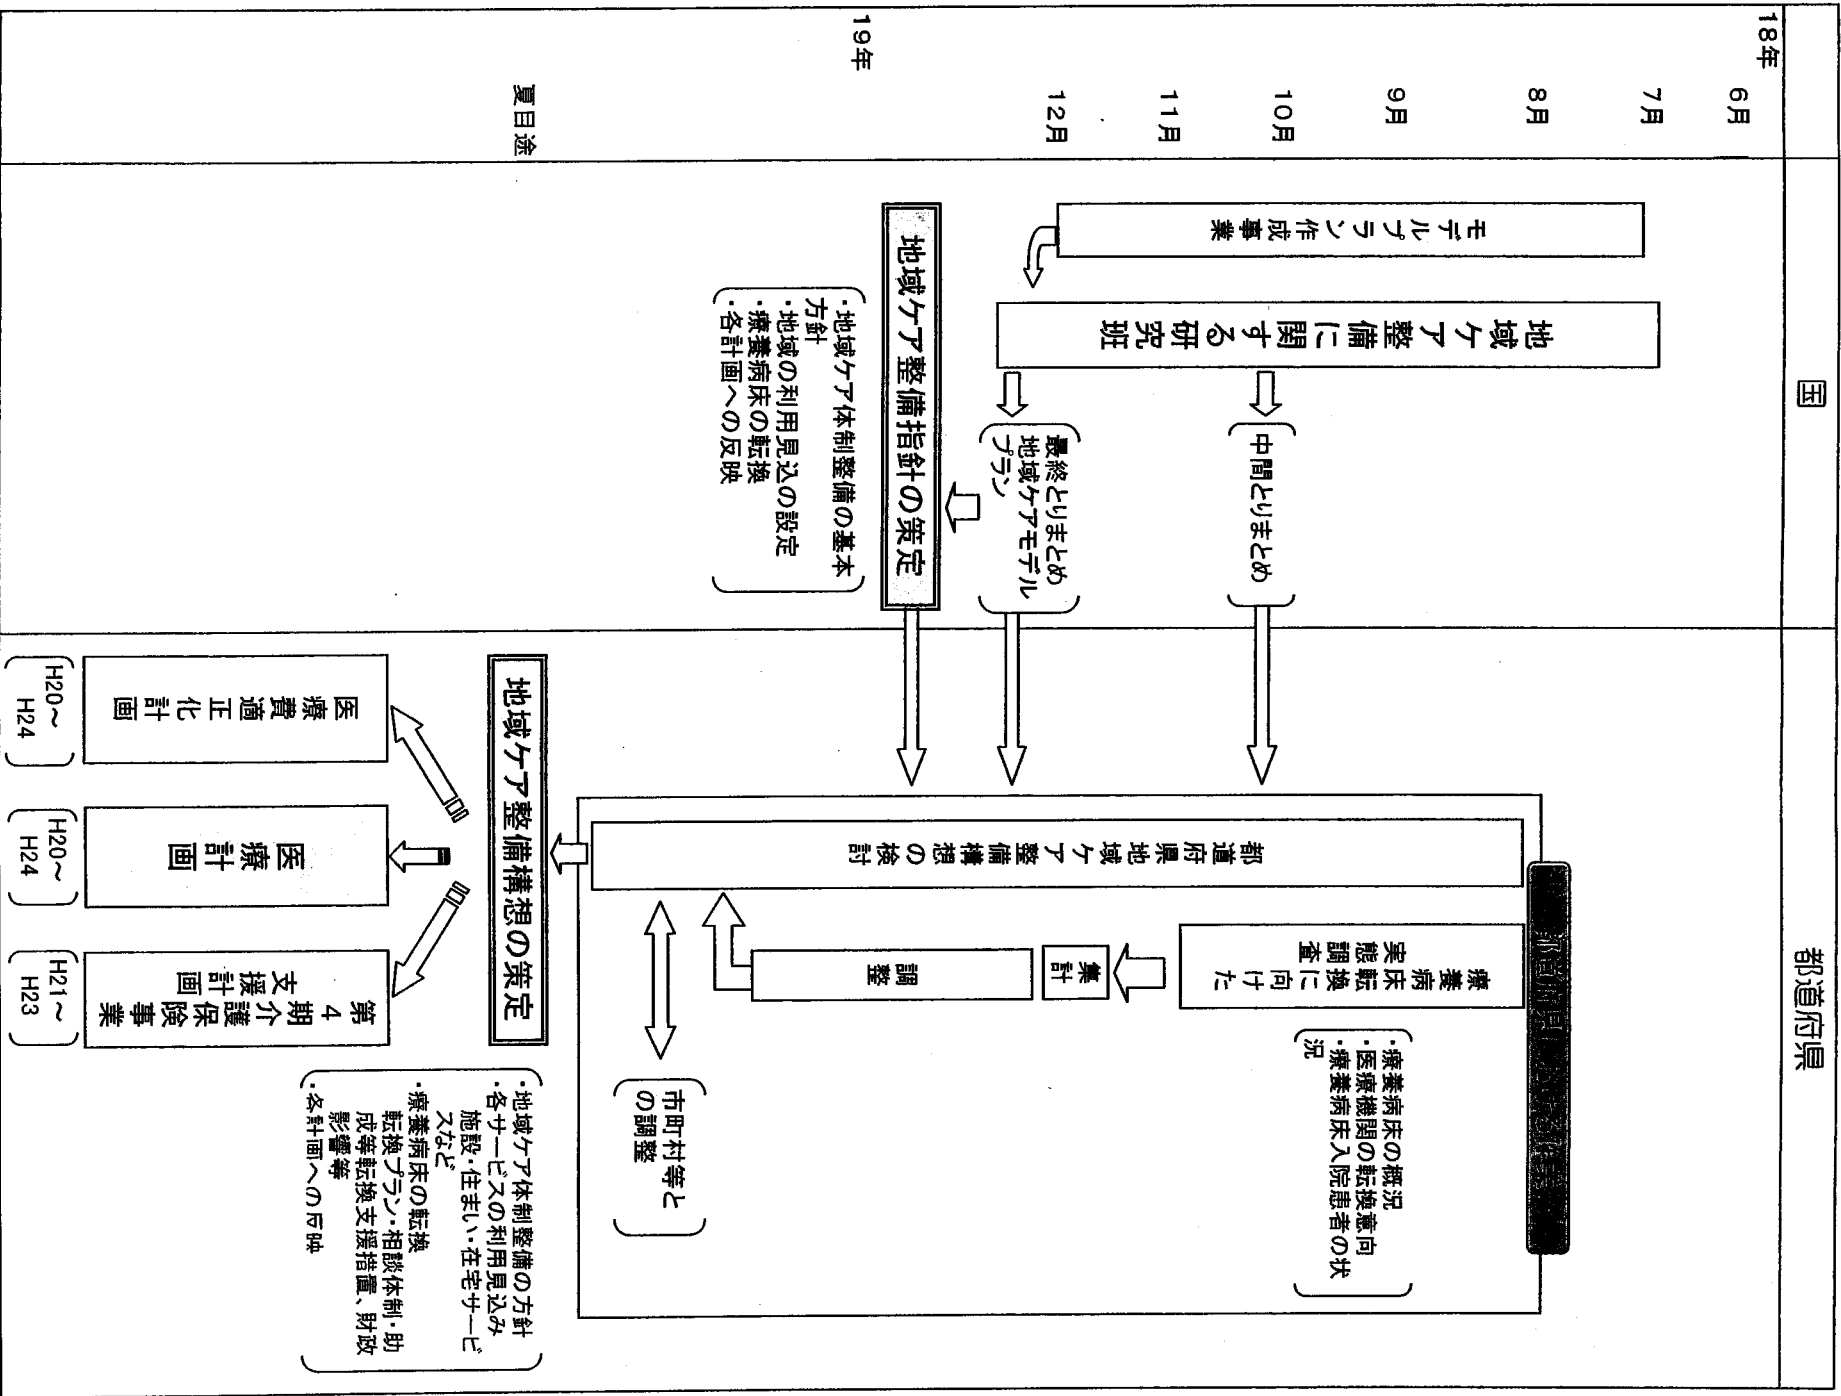 国
都道府県
18年
6月
7月
8月
9月
10月
11月
12月
19年
夏目途
モデルプラン作成事業
地域ケア整備に関する研究班
中間とりまとめ
最終とりまとめ
地域ケアモデル
プラン
地域ケア整備指針の策定
・地域ケア体制整備の基本
方針
・地域の利用見込の設定
・療養病床の転換
・各計画への反映
都道府県地域ケア整備構想の検討
療養病床転換に向けた
実態調査
・療養病床の概況
・医療機関の転換意向
・療養病床入院患者の状
況
集計
調整
市町村等と
の調整
地域ケア整備構想の策定
・地域ケア体制整備の方針
・各サービスの利用見込み
施設・住まい・在宅サービ
スなど
・療養病床の転換
転換プラン・相談体制・助
成等転換支援措置、財政
影響等
・各計画への反映
医療費適正化計画
H20～
H24
医療計画
H20～
H24
第4期介護保険事業
支援計画
H21～
H23